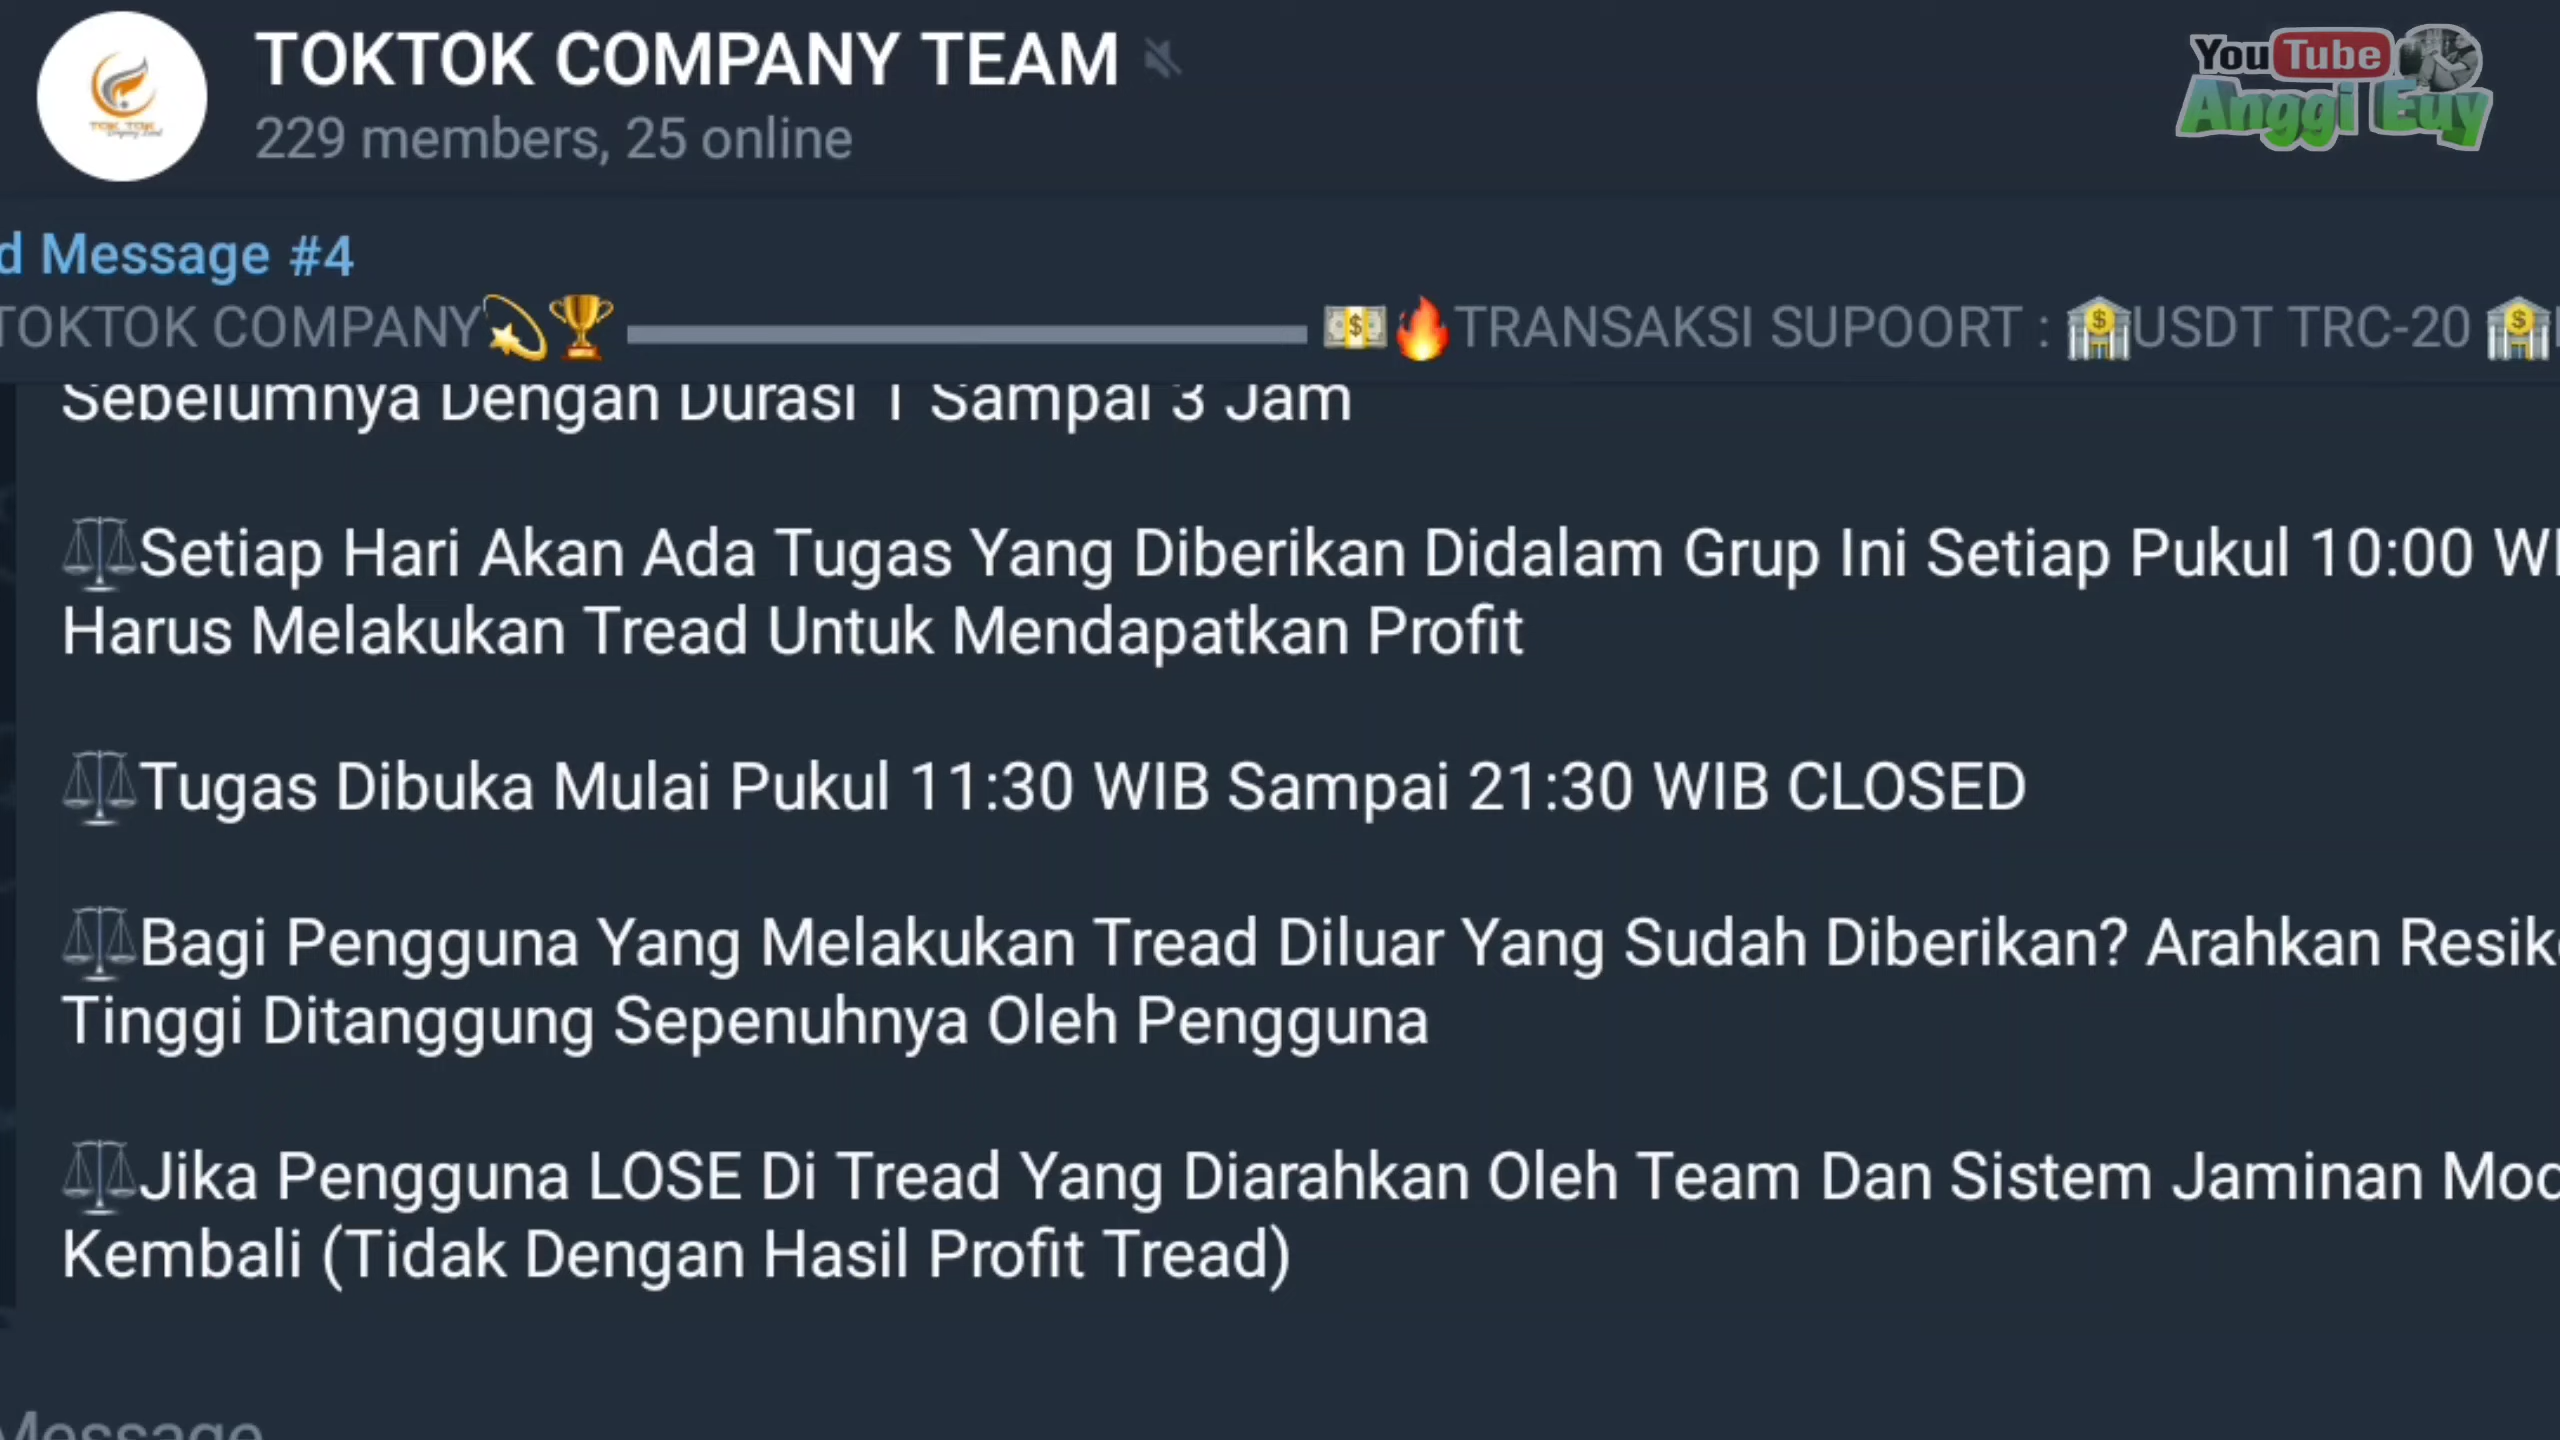 TOKTOK COMPANY TEAM
229 members, 25 online
YouTube
Anggi Euy
TOK TOK
d Message #4
TOKTOK COMPANY💫🏆 💵🔥TRANSAKSI SUPOORT : 🏦USDT TRC-20 🏦
Sebelumnya Dengan Durasi 1 Sampai 3 Jam
⚖️Setiap Hari Akan Ada Tugas Yang Diberikan Didalam Grup Ini Setiap Pukul 10:00 WI
Harus Melakukan Tread Untuk Mendapatkan Profit
⚖️Tugas Dibuka Mulai Pukul 11:30 WIB Sampai 21:30 WIB CLOSED
⚖️Bagi Pengguna Yang Melakukan Tread Diluar Yang Sudah Diberikan? Arahkan Resik
Tinggi Ditanggung Sepenuhnya Oleh Pengguna
⚖️Jika Pengguna LOSE Di Tread Yang Diarahkan Oleh Team Dan Sistem Jaminan Mod
Kembali (Tidak Dengan Hasil Profit Tread)
Message